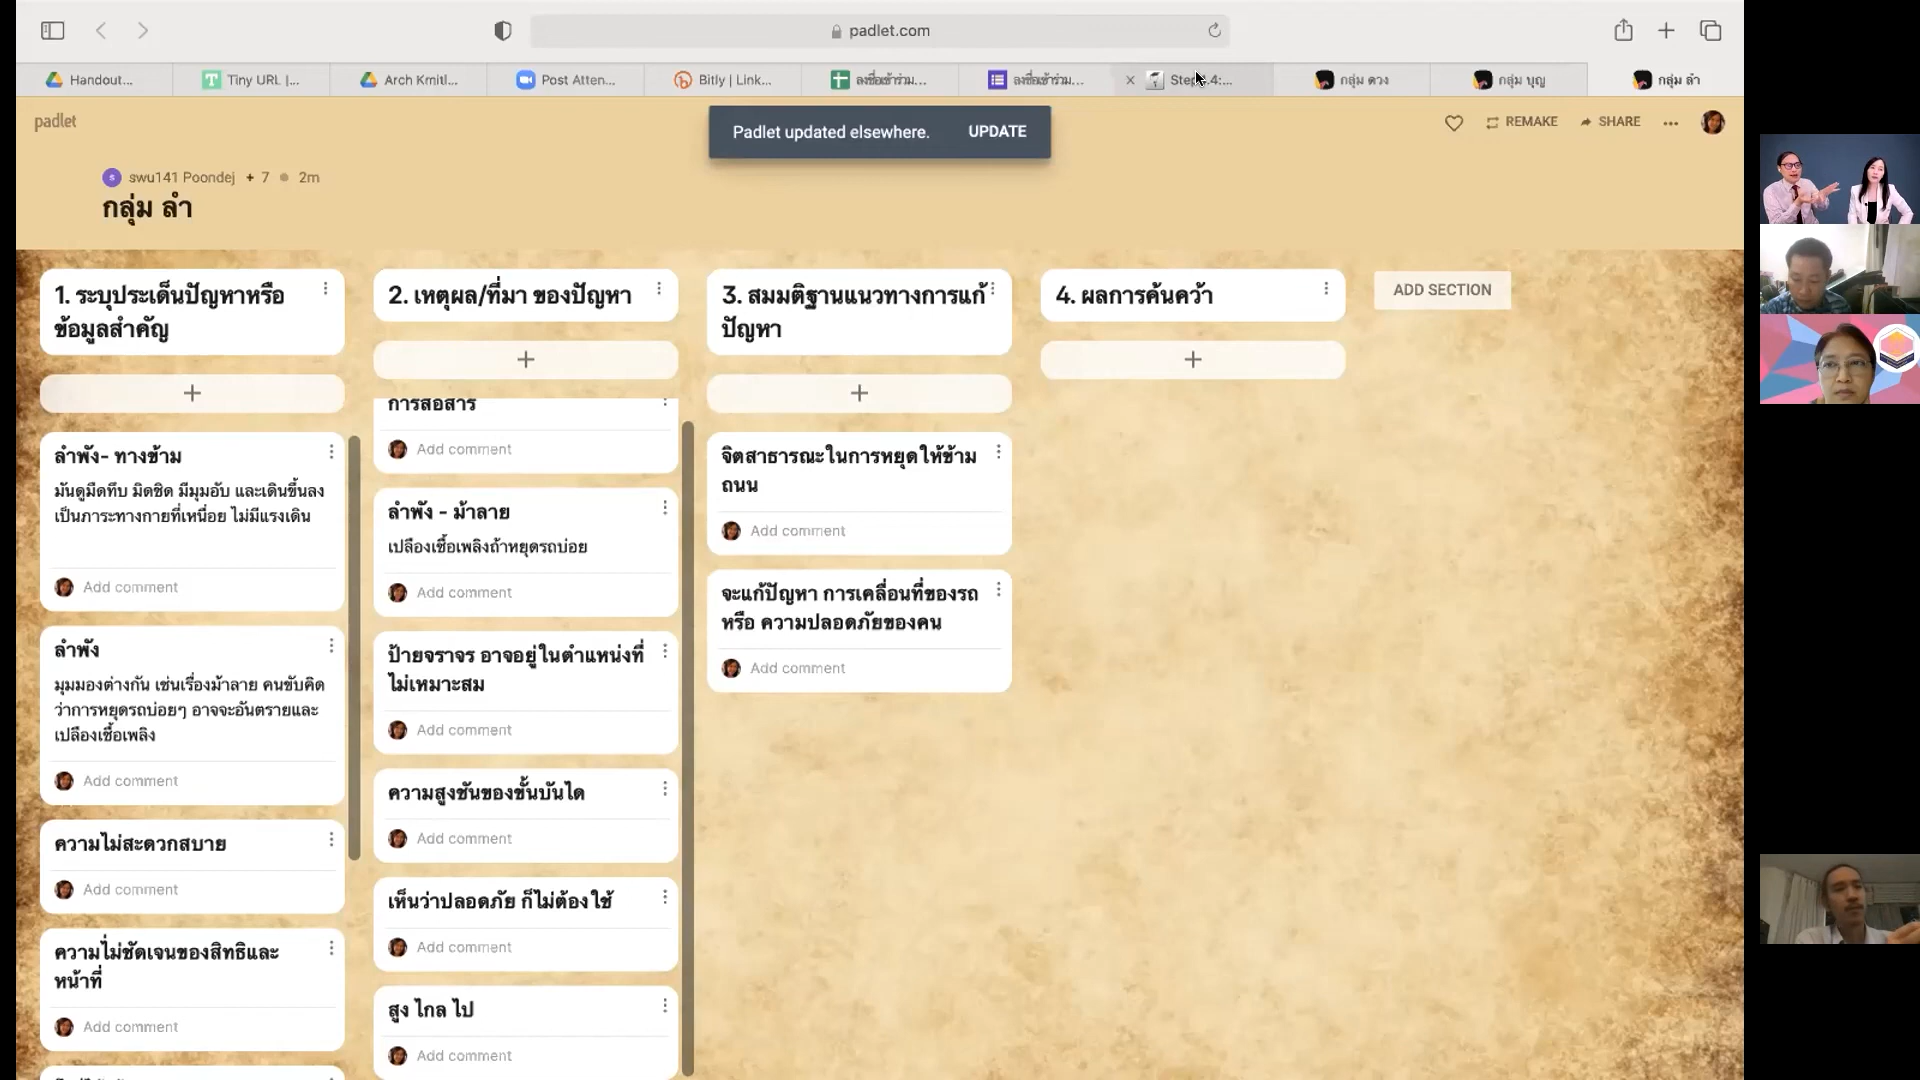 padlet.com
Handout...
Tiny URL |...
Arch Kmitl...
Post Atten...
Bitly | Link...
ลงชื่อเข้าร่วม...
ลงชื่อเข้าร่วม...
กลุ่ม ดวง
กลุ่ม บุญ
กลุ่ม ลำ
padlet
Padlet updated elsewhere. UPDATE
REMAKE
SHARE
swu141 Poondej + 7 2m
กลุ่ม ลำ
1. ระบุประเด็นปัญหาหรือ
ข้อมูลสำคัญ
ลำพัง- ทางข้าม
มันดูมืดทึบ มิดชิด มีมุมอับ และเดินขึ้นลง
เป็นภาระทางกายที่เหนื่อย ไม่มีแรงเดิน
Add comment
ลำพัง
มุมมองต่างกัน เช่นเรื่องม้าลาย คนขับคิด
ว่าการหยุดรถบ่อยๆ อาจจะอันตรายและ
เปลืองเชื้อเพลิง
Add comment
ความไม่สะดวกสบาย
Add comment
ความไม่ชัดเจนของสิทธิและ
หน้าที่
Add comment
2. เหตุผล/ที่มา ของปัญหา
การสื่อสาร
Add comment
ลำพัง - ม้าลาย
เปลืองเชื้อเพลิงถ้าหยุดรถบ่อย
Add comment
ป้ายจราจร อาจอยู่ในตำแหน่งที่
ไม่เหมาะสม
Add comment
ความสูงชันของขั้นบันได
Add comment
เห็นว่าปลอดภัย ก็ไม่ต้องใช้
Add comment
สูง ไกล ไป
Add comment
3. สมมติฐานแนวทางการแก้
ปัญหา
จิตสาธารณะในการหยุดให้ข้าม
ถนน
Add comment
จะแก้ปัญหา การเคลื่อนที่ของรถ
หรือ ความปลอดภัยของคน
Add comment
4. ผลการค้นคว้า
ADD SECTION